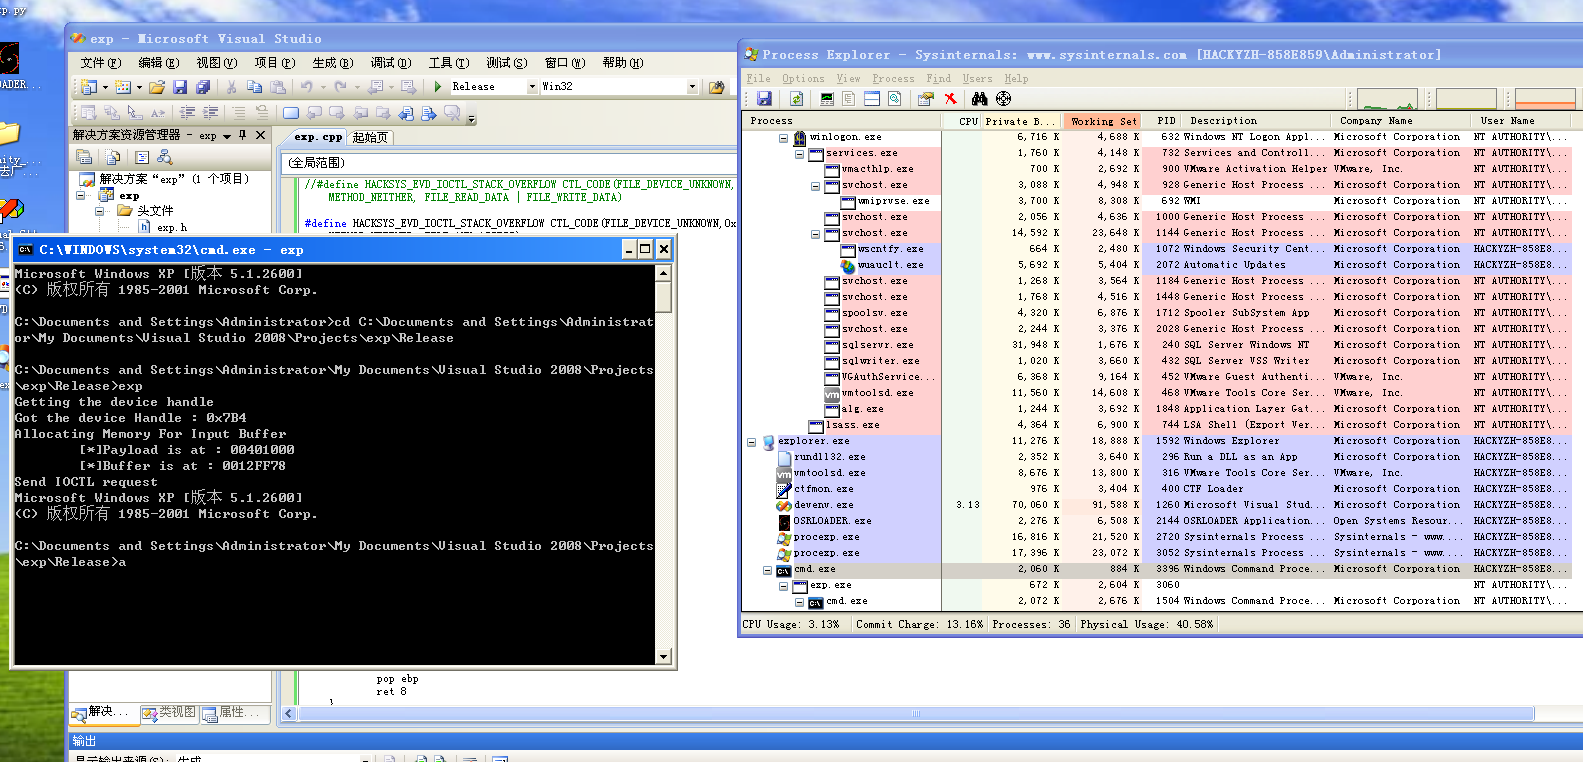 xp.py
OADER...
exp - Microsoft Visual Studio
文件(F) 编辑(E) 视图(V) 项目(P) 生成(B) 调试(D) 工具(T) 测试(S) 窗口(W) 帮助(H)
Release Win32
解决方案资源管理器 - exp
exp.cpp 起始页
(全局范围)
解决方案“exp”(1 个项目)
exp
头文件
exp.h
//#define HACKSYS_EVD_IOCTL_STACK_OVERFLOW CTL_CODE(FILE_DEVICE_UNKNOWN,
METHOD_NEITHER, FILE_READ_DATA | FILE_WRITE_DATA)
#define HACKSYS_EVD_IOCTL_STACK_OVERFLOW CTL_CODE(FILE_DEVICE_UNKNOWN,0x
C:\WINDOWS\system32\cmd.exe - exp
Microsoft Windows XP [版本 5.1.2600]
(C) 版权所有 1985-2001 Microsoft Corp.
C:\Documents and Settings\Administrator>cd C:\Documents and Settings\Administrat
or\My Documents\Visual Studio 2008\Projects\exp\Release
C:\Documents and Settings\Administrator\My Documents\Visual Studio 2008\Projects
\exp\Release>exp
Getting the device handle
Got the device Handle : 0x7B4
Allocating Memory For Input Buffer
[*]Payload is at : 00401000
[*]Buffer is at : 0012FF78
Send IOCTL request
Microsoft Windows XP [版本 5.1.2600]
(C) 版权所有 1985-2001 Microsoft Corp.
C:\Documents and Settings\Administrator\My Documents\Visual Studio 2008\Projects
\exp\Release>a
pop ebp
ret 8
}
解决... 类视图 属性...
输出
显示输出来源(S): 生成
Process Explorer - Sysinternals: www.sysinternals.com [HACKYZH-858E859\Administrator]
File Options View Process Find Users Help
Process CPU Private B... Working Set PID Description Company Name User Name
winlogon.exe 6,716 K 4,688 K 632 Windows NT Logon Appl... Microsoft Corporation NT AUTHORITY\...
services.exe 1,760 K 4,148 K 732 Services and Controll... Microsoft Corporation NT AUTHORITY\...
vmacthlp.exe 700 K 2,692 K 900 VMware Activation Helper VMware, Inc. NT AUTHORITY\...
svchost.exe 3,088 K 4,948 K 928 Generic Host Process ... Microsoft Corporation NT AUTHORITY\...
wmiprvse.exe 3,700 K 8,308 K 692 WMI Microsoft Corporation NT AUTHORITY\...
svchost.exe 2,056 K 4,636 K 1000 Generic Host Process ... Microsoft Corporation NT AUTHORITY\...
svchost.exe 14,592 K 23,648 K 1144 Generic Host Process ... Microsoft Corporation NT AUTHORITY\...
wscntfy.exe 664 K 2,480 K 1072 Windows Security Cent... Microsoft Corporation HACKYZH-858E8...
wuauclt.exe 5,692 K 5,404 K 2072 Automatic Updates Microsoft Corporation HACKYZH-858E8...
svchost.exe 1,268 K 3,564 K 1184 Generic Host Process ... Microsoft Corporation NT AUTHORITY\...
svchost.exe 1,768 K 4,516 K 1448 Generic Host Process ... Microsoft Corporation NT AUTHORITY\...
spoolsv.exe 4,320 K 6,876 K 1712 Spooler SubSystem App Microsoft Corporation NT AUTHORITY\...
svchost.exe 2,244 K 3,376 K 2028 Generic Host Process ... Microsoft Corporation NT AUTHORITY\...
sqlservr.exe 31,948 K 1,676 K 240 SQL Server Windows NT Microsoft Corporation NT AUTHORITY\...
sqlwriter.exe 1,020 K 3,660 K 432 SQL Server VSS Writer Microsoft Corporation NT AUTHORITY\...
VGAuthService... 6,368 K 9,164 K 452 VMware Guest Authenti... VMware, Inc. NT AUTHORITY\...
vmtoolsd.exe 11,560 K 14,608 K 468 VMware Tools Core Ser... VMware, Inc. NT AUTHORITY\...
alg.exe 1,244 K 3,692 K 1848 Application Layer Gat... Microsoft Corporation NT AUTHORITY\...
lsass.exe 4,364 K 6,900 K 744 LSA Shell (Export Ver... Microsoft Corporation NT AUTHORITY\...
explorer.exe 11,276 K 18,888 K 1592 Windows Explorer Microsoft Corporation HACKYZH-858E8...
rundll32.exe 2,352 K 3,640 K 296 Run a DLL as an App Microsoft Corporation HACKYZH-858E8...
vmtoolsd.exe 8,676 K 13,800 K 316 VMware Tools Core Ser... VMware, Inc. HACKYZH-858E8...
ctfmon.exe 976 K 3,404 K 400 CTF Loader Microsoft Corporation HACKYZH-858E8...
devenv.exe 3.13 70,060 K 91,588 K 1260 Microsoft Visual Stud... Microsoft Corporation HACKYZH-858E8...
OSRLOADER.exe 2,276 K 6,508 K 2144 OSRLOADER Application... Open Systems Resour... HACKYZH-858E8...
procexp.exe 16,816 K 21,520 K 2720 Sysinternals Process ... Sysinternals - www.... HACKYZH-858E8...
procexp.exe 17,396 K 23,072 K 3052 Sysinternals Process ... Sysinternals - www.... HACKYZH-858E8...
cmd.exe 2,060 K 884 K 3396 Windows Command Proce... Microsoft Corporation HACKYZH-858E8...
exp.exe 672 K 2,604 K 3060 NT AUTHORITY\...
cmd.exe 2,072 K 2,676 K 1504 Windows Command Proce... Microsoft Corporation NT AUTHORITY\...
CPU Usage: 3.13% Commit Charge: 13.16% Processes: 36 Physical Usage: 40.58%